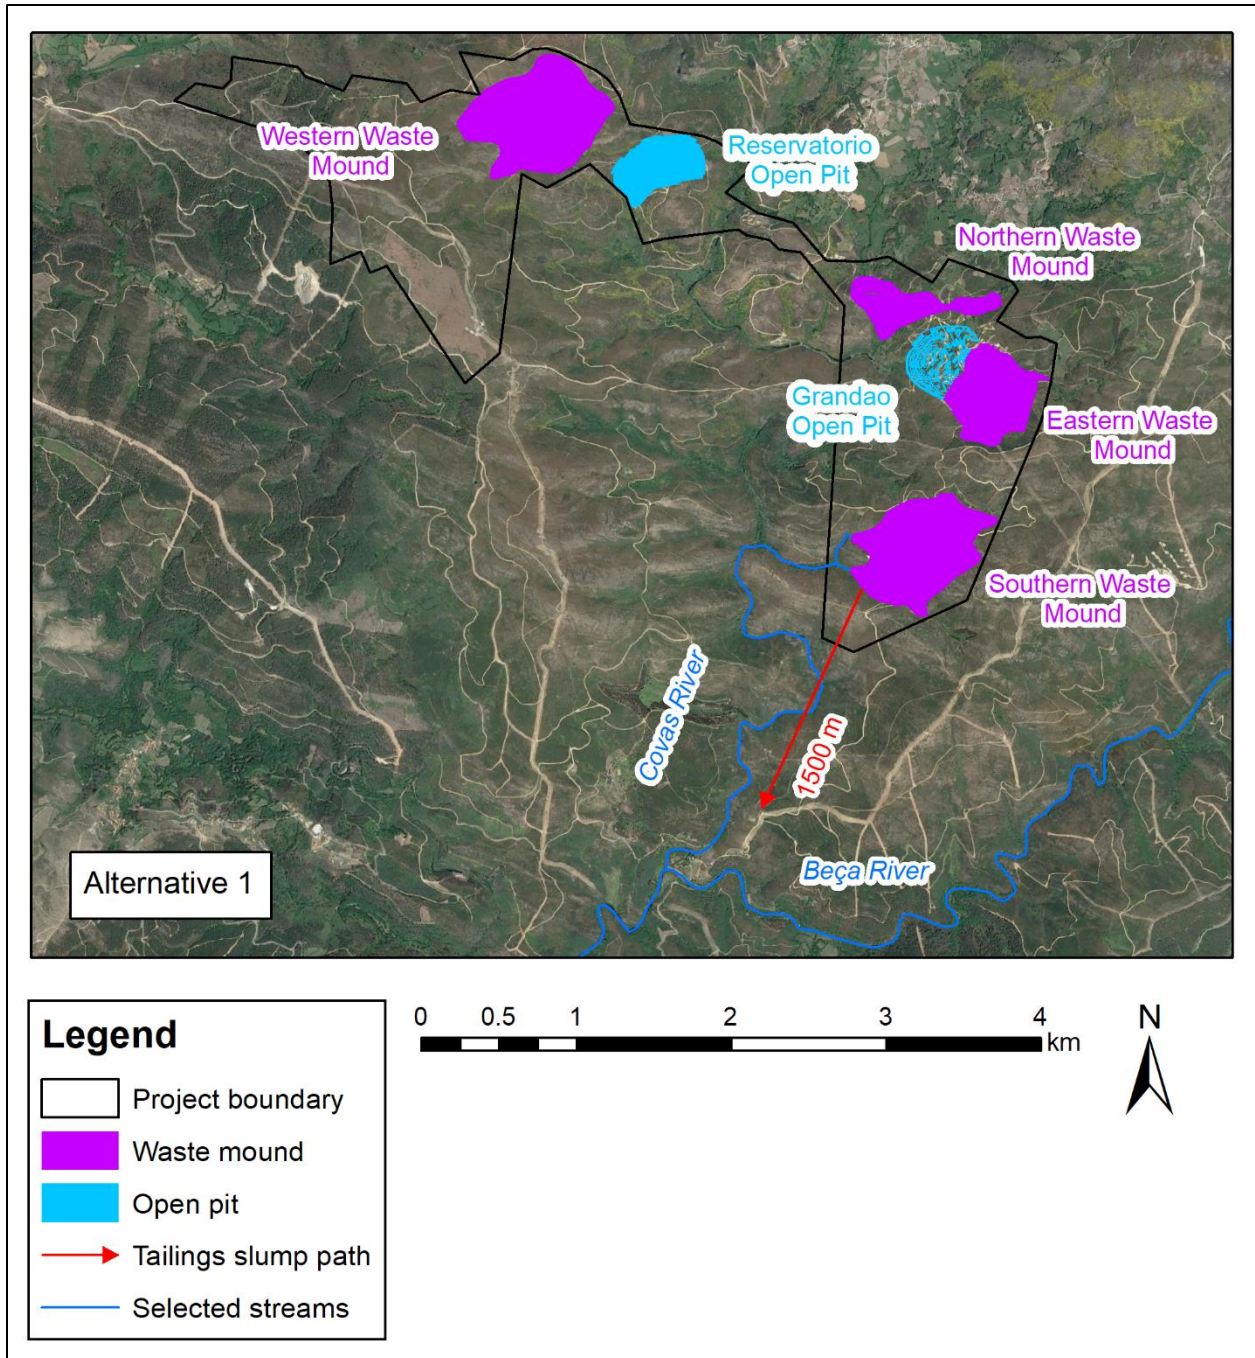 Western Waste
Mound
Reservatorio
Open Pit
Northern Waste
Mound
Grandao
Open Pit
Eastern Waste
Mound
Southern Waste
Mound
Covas River
1500 m
Beça River
Alternative 1
Legend
Project boundary
Waste mound
Open pit
Tailings slump path
Selected streams
0 0.5 1 2 3 4
km
N